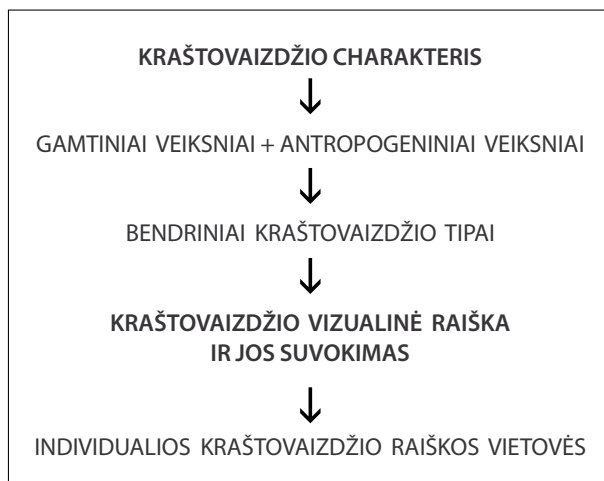 KRAŠTOVAIZDŽIO CHARAKTERIS
GAMTINIAI VEIKSNIAI + ANTROPOGENINIAI VEIKSNIAI
BENDRINIAI KRAŠTOVAIZDŽIO TIPAI
KRAŠTOVAIZDŽIO VIZUALINĖ RAIŠKA
IR JOS SUVOKIMAS
INDIVIDUALIOS KRAŠTOVAIZDŽIO RAIŠKOS VIETOVĖS